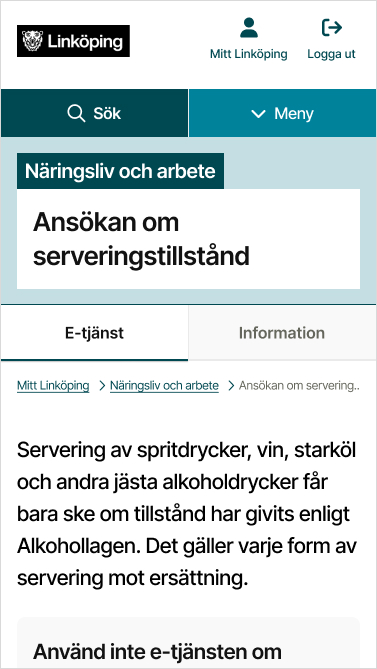 Linköping
Mitt Linköping
Logga ut
Sök
Meny
Näringsliv och arbete
Ansökan om
serveringstillstånd
E-tjänst
Information
Mitt Linköping > Näringsliv och arbete > Ansökan om servering..
Servering av spritdrycker, vin, starköl
och andra jästa alkoholdrycker får
bara ske om tillstånd har givits enligt
Alkohollagen. Det gäller varje form av
servering mot ersättning.
Använd inte e-tjänsten om